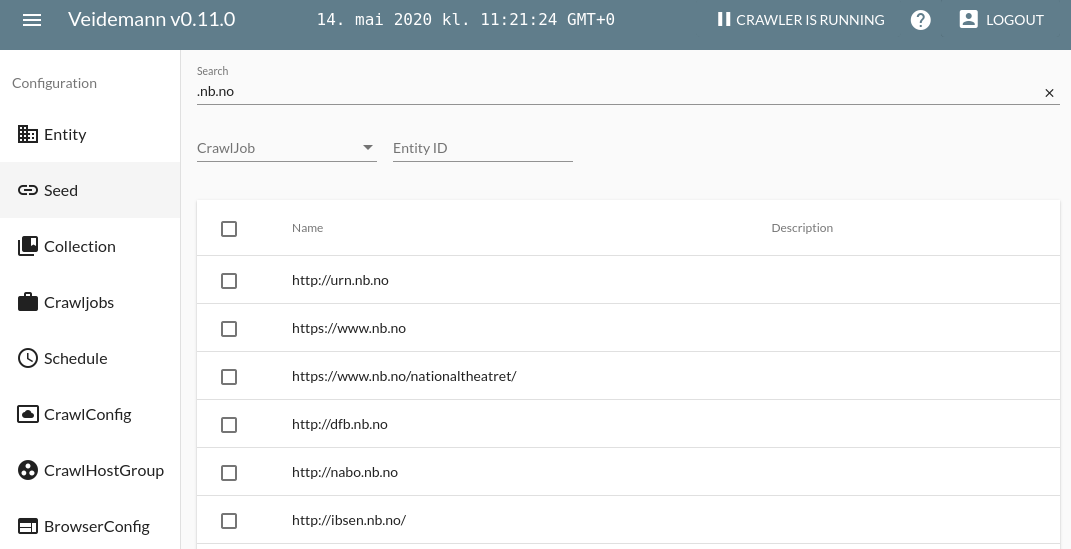 Veidemann v0.11.0
14. mai 2020 kl. 11:21:24 GMT+0
CRAWLER IS RUNNING
?
LOGOUT
Configuration
Entity
Seed
Collection
Crawljobs
Schedule
CrawlConfig
CrawlHostGroup
BrowserConfig
Search
.nb.no
CrawlJob
Entity ID
Name Description
http://urn.nb.no
https://www.nb.no
https://www.nb.no/nationaltheatret/
http://dfb.nb.no
http://nabo.nb.no
http://ibsen.nb.no/